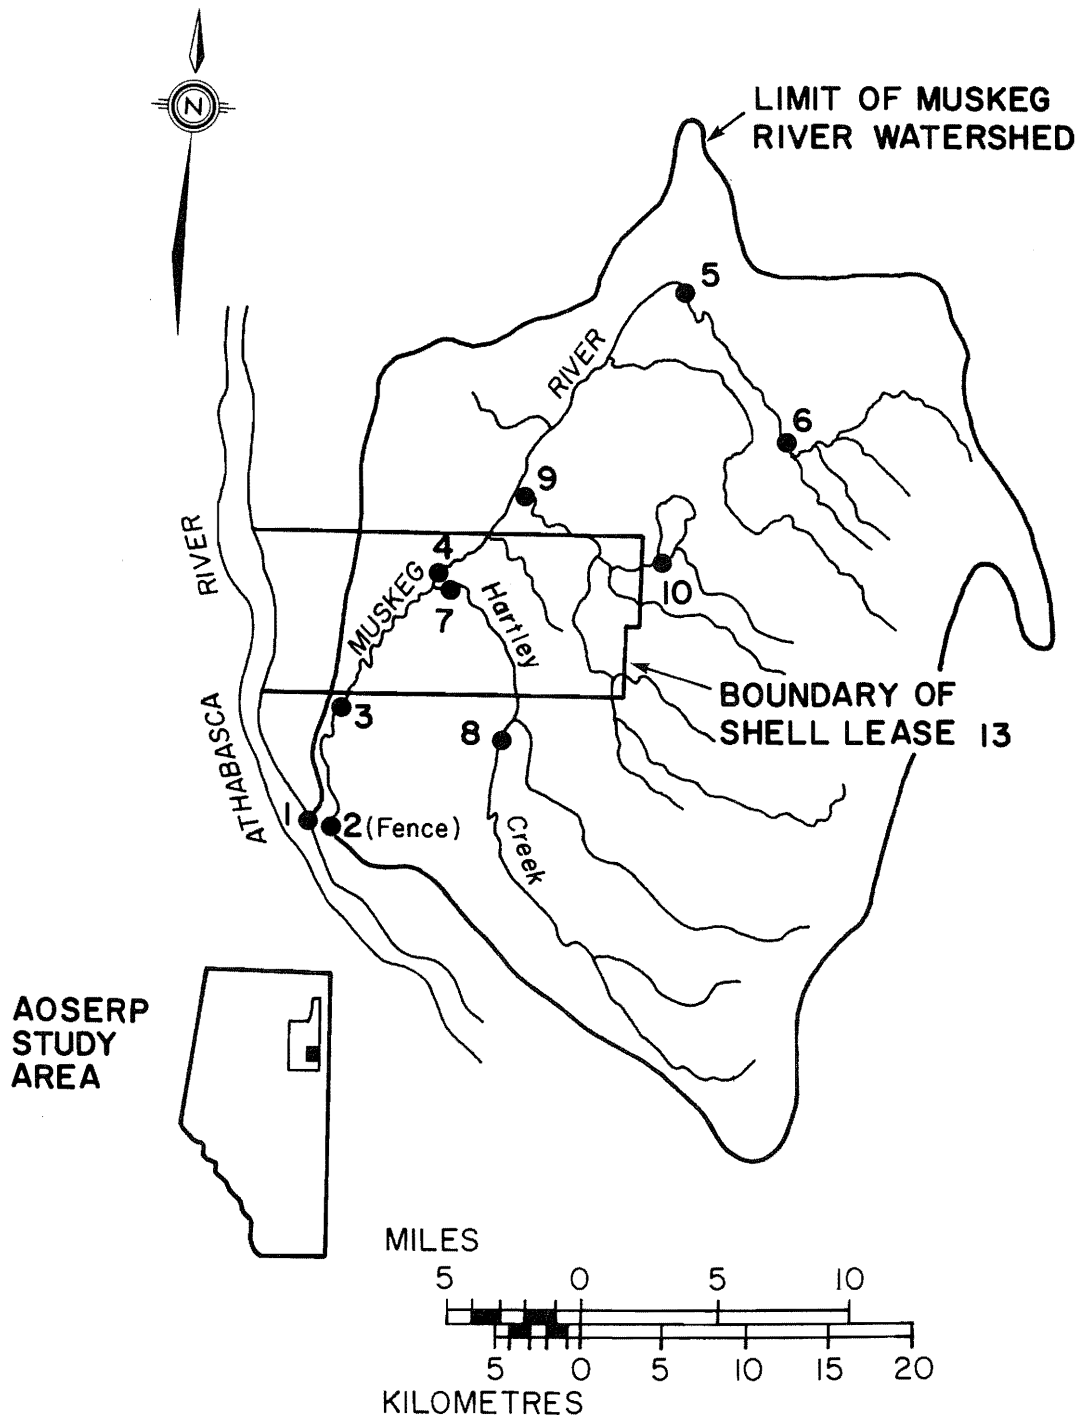 N
LIMIT OF MUSKEG
RIVER WATERSHED
5
RIVER
6
9
RIVER
4
MUSKEG
7
Hartley
10
BOUNDARY OF
SHELL LEASE 13
3
8
ATHABASCA
1
2 (Fence)
Creek
AOSERP
STUDY
AREA
MILES
5 0 5 10
5 0 5 10 15 20
KILOMETRES